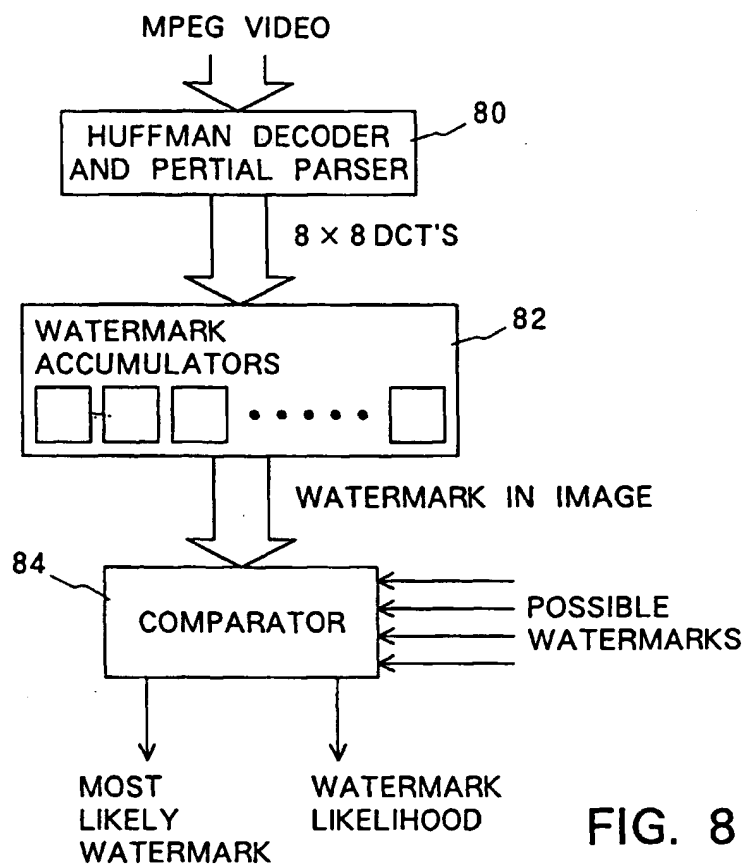 MPEG VIDEO
80
HUFFMAN DECODER
AND PERTIAL PARSER
8 × 8 DCT'S
82
WATERMARK
ACCUMULATORS
WATERMARK IN IMAGE
84
COMPARATOR
POSSIBLE
WATERMARKS
MOST
LIKELY
WATERMARK
WATERMARK
LIKELIHOOD
FIG. 8